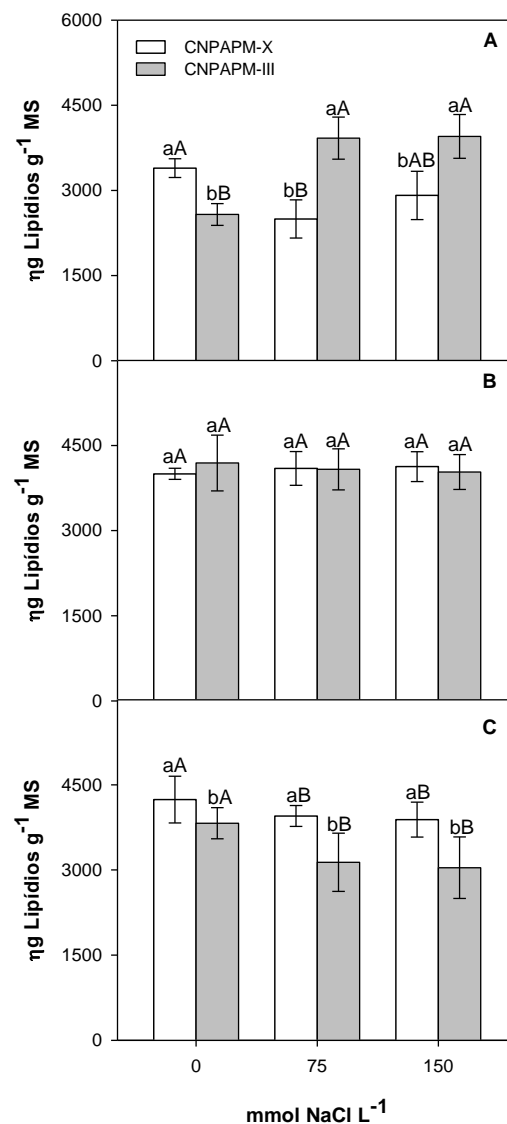 6000
A
CNPAPM-X
CNPAPM-III
4500
aA
aA
aA
bB
bB
bAB
3000
1500
0
ηg Lipídios g-1 MS
B
4500
aA
aA
aA
aA
aA
aA
3000
1500
0
ηg Lipídios g-1 MS
C
4500
aA
bA
aB
bB
aB
bB
3000
1500
0
ηg Lipídios g-1 MS
0 75 150
mmol NaCl L-1